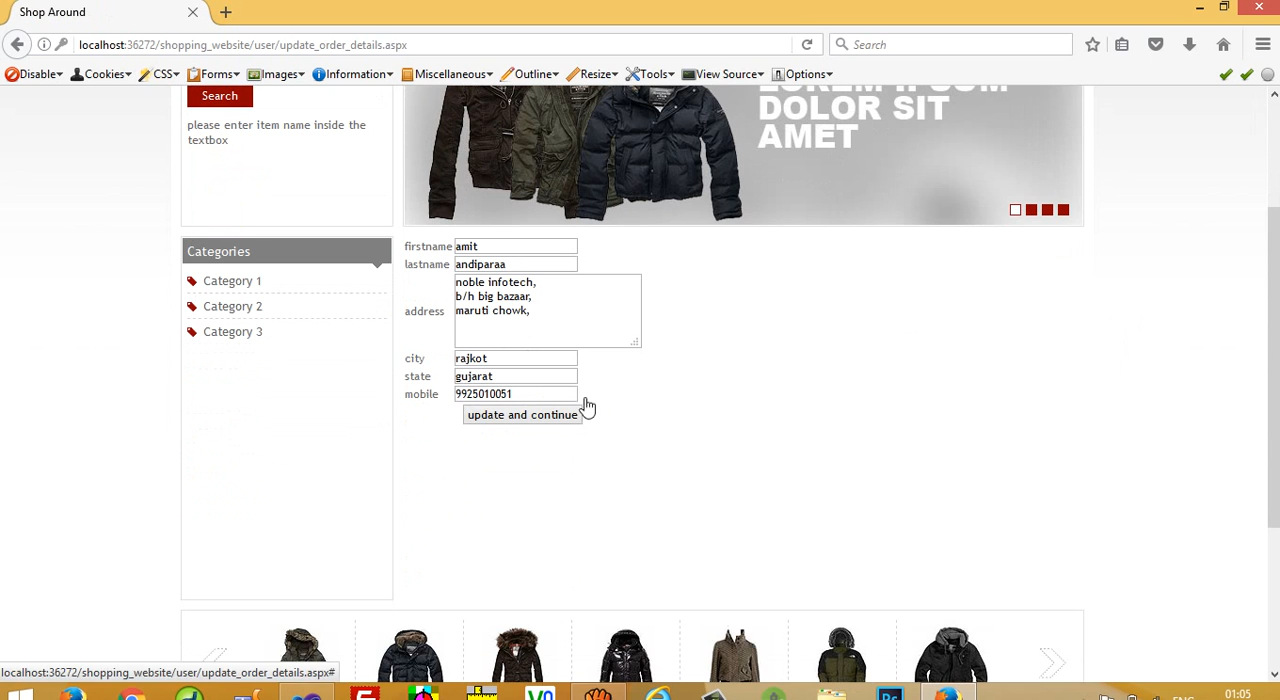 Shop Around
localhost:36272/shopping_website/user/update_order_details.aspx
Search
Disable Cookies CSS Forms Images Information Miscellaneous Outline Resize Tools View Source Options
Search
please enter item name inside the
textbox
DOLOR SIT
AMET
Categories
Category 1
Category 2
Category 3
firstname amit
lastname andiparaa
address
noble infotech,
b/h big bazaar,
maruti chowk,
city rajkot
state gujarat
mobile 9925010051
update and continue
localhost:36272/shopping_website/user/update_order_details.aspx#
ENG
01:05